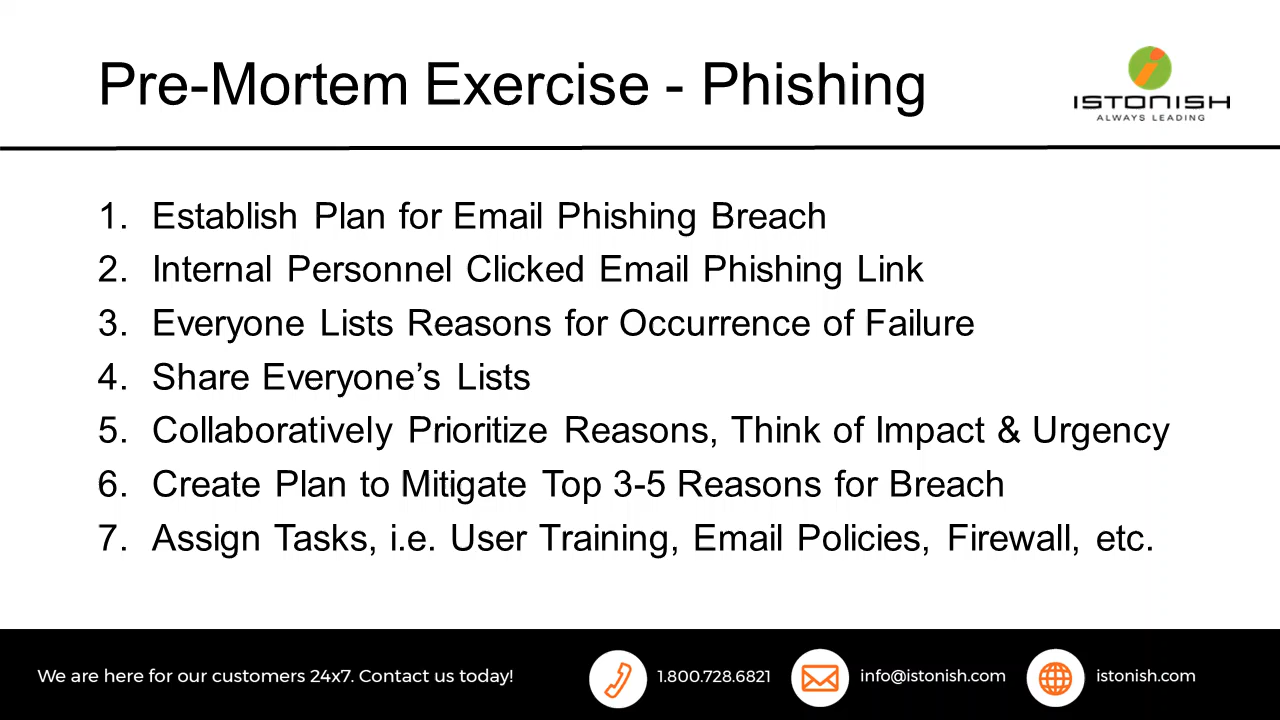 Pre-Mortem Exercise - Phishing
ISTONISH
ALWAYS LEADING
1. Establish Plan for Email Phishing Breach
2. Internal Personnel Clicked Email Phishing Link
3. Everyone Lists Reasons for Occurrence of Failure
4. Share Everyone’s Lists
5. Collaboratively Prioritize Reasons, Think of Impact & Urgency
6. Create Plan to Mitigate Top 3-5 Reasons for Breach
7. Assign Tasks, i.e. User Training, Email Policies, Firewall, etc.
We are here for our customers 24x7. Contact us today! 1.800.728.6821 info@istonish.com istonish.com